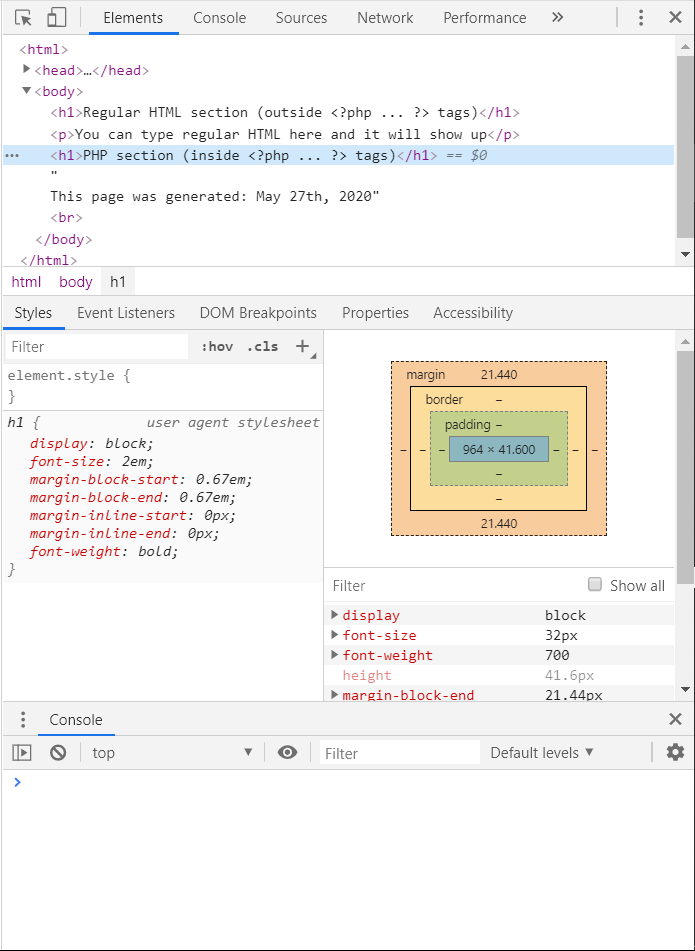 Elements Console Sources Network Performance »
<html>
<head>…</head>
<body>
<h1>Regular HTML section (outside <?php ... ?> tags)</h1>
<p>You can type regular HTML here and it will show up</p>
<h1>PHP section (inside <?php ... ?> tags)</h1> == $0
"
This page was generated: May 27th, 2020"
<br>
</body>
</html>
html body h1
Styles Event Listeners DOM Breakpoints Properties Accessibility
Filter :hov .cls +
element.style {
}
h1 { user agent stylesheet
display: block;
font-size: 2em;
margin-block-start: 0.67em;
margin-block-end: 0.67em;
margin-inline-start: 0px;
margin-inline-end: 0px;
font-weight: bold;
}
margin 21.440
border –
padding –
– – – 964 × 41.600 – – –
–
–
21.440
Filter Show all
display block
font-size 32px
font-weight 700
height 41.6px
margin-block-end 21.44px
Console
top Filter Default levels